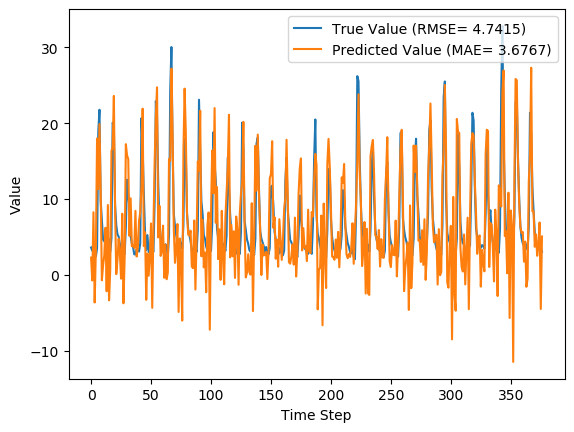 True Value (RMSE= 4.7415)
Predicted Value (MAE= 3.6767)
30
20
10
0
−10
Value
0 50 100 150 200 250 300 350
Time Step